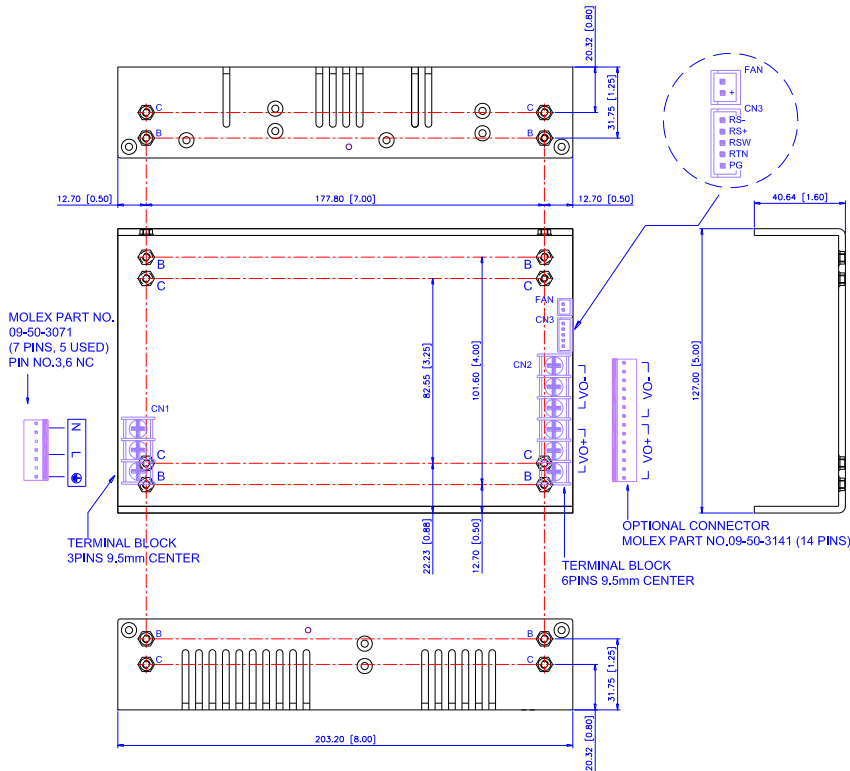 20.32 [0.80]
31.75 [1.25]
C
C
B
B
FAN
+
CN3
RS-
RS+
RSW
RTN
PG
12.70 [0.50]
177.80 [7.00]
12.70 [0.50]
40.64 [1.60]
B
B
C
C
MOLEX PART NO.
09-50-3071
(7 PINS, 5 USED)
PIN NO.3,6 NC
FAN
CN3
CN2
82.55 [3.25]
101.60 [4.00]
127.00 [5.00]
VO-
VO+
VO-
VO+
CN1
N
L
C
C
B
B
22.23 [0.88]
12.70 [0.50]
TERMINAL BLOCK
3PINS 9.5mm CENTER
OPTIONAL CONNECTOR
MOLEX PART NO.09-50-3141 (14 PINS)
TERMINAL BLOCK
6PINS 9.5mm CENTER
B
B
C
C
31.75 [1.25]
20.32 [0.80]
203.20 [8.00]